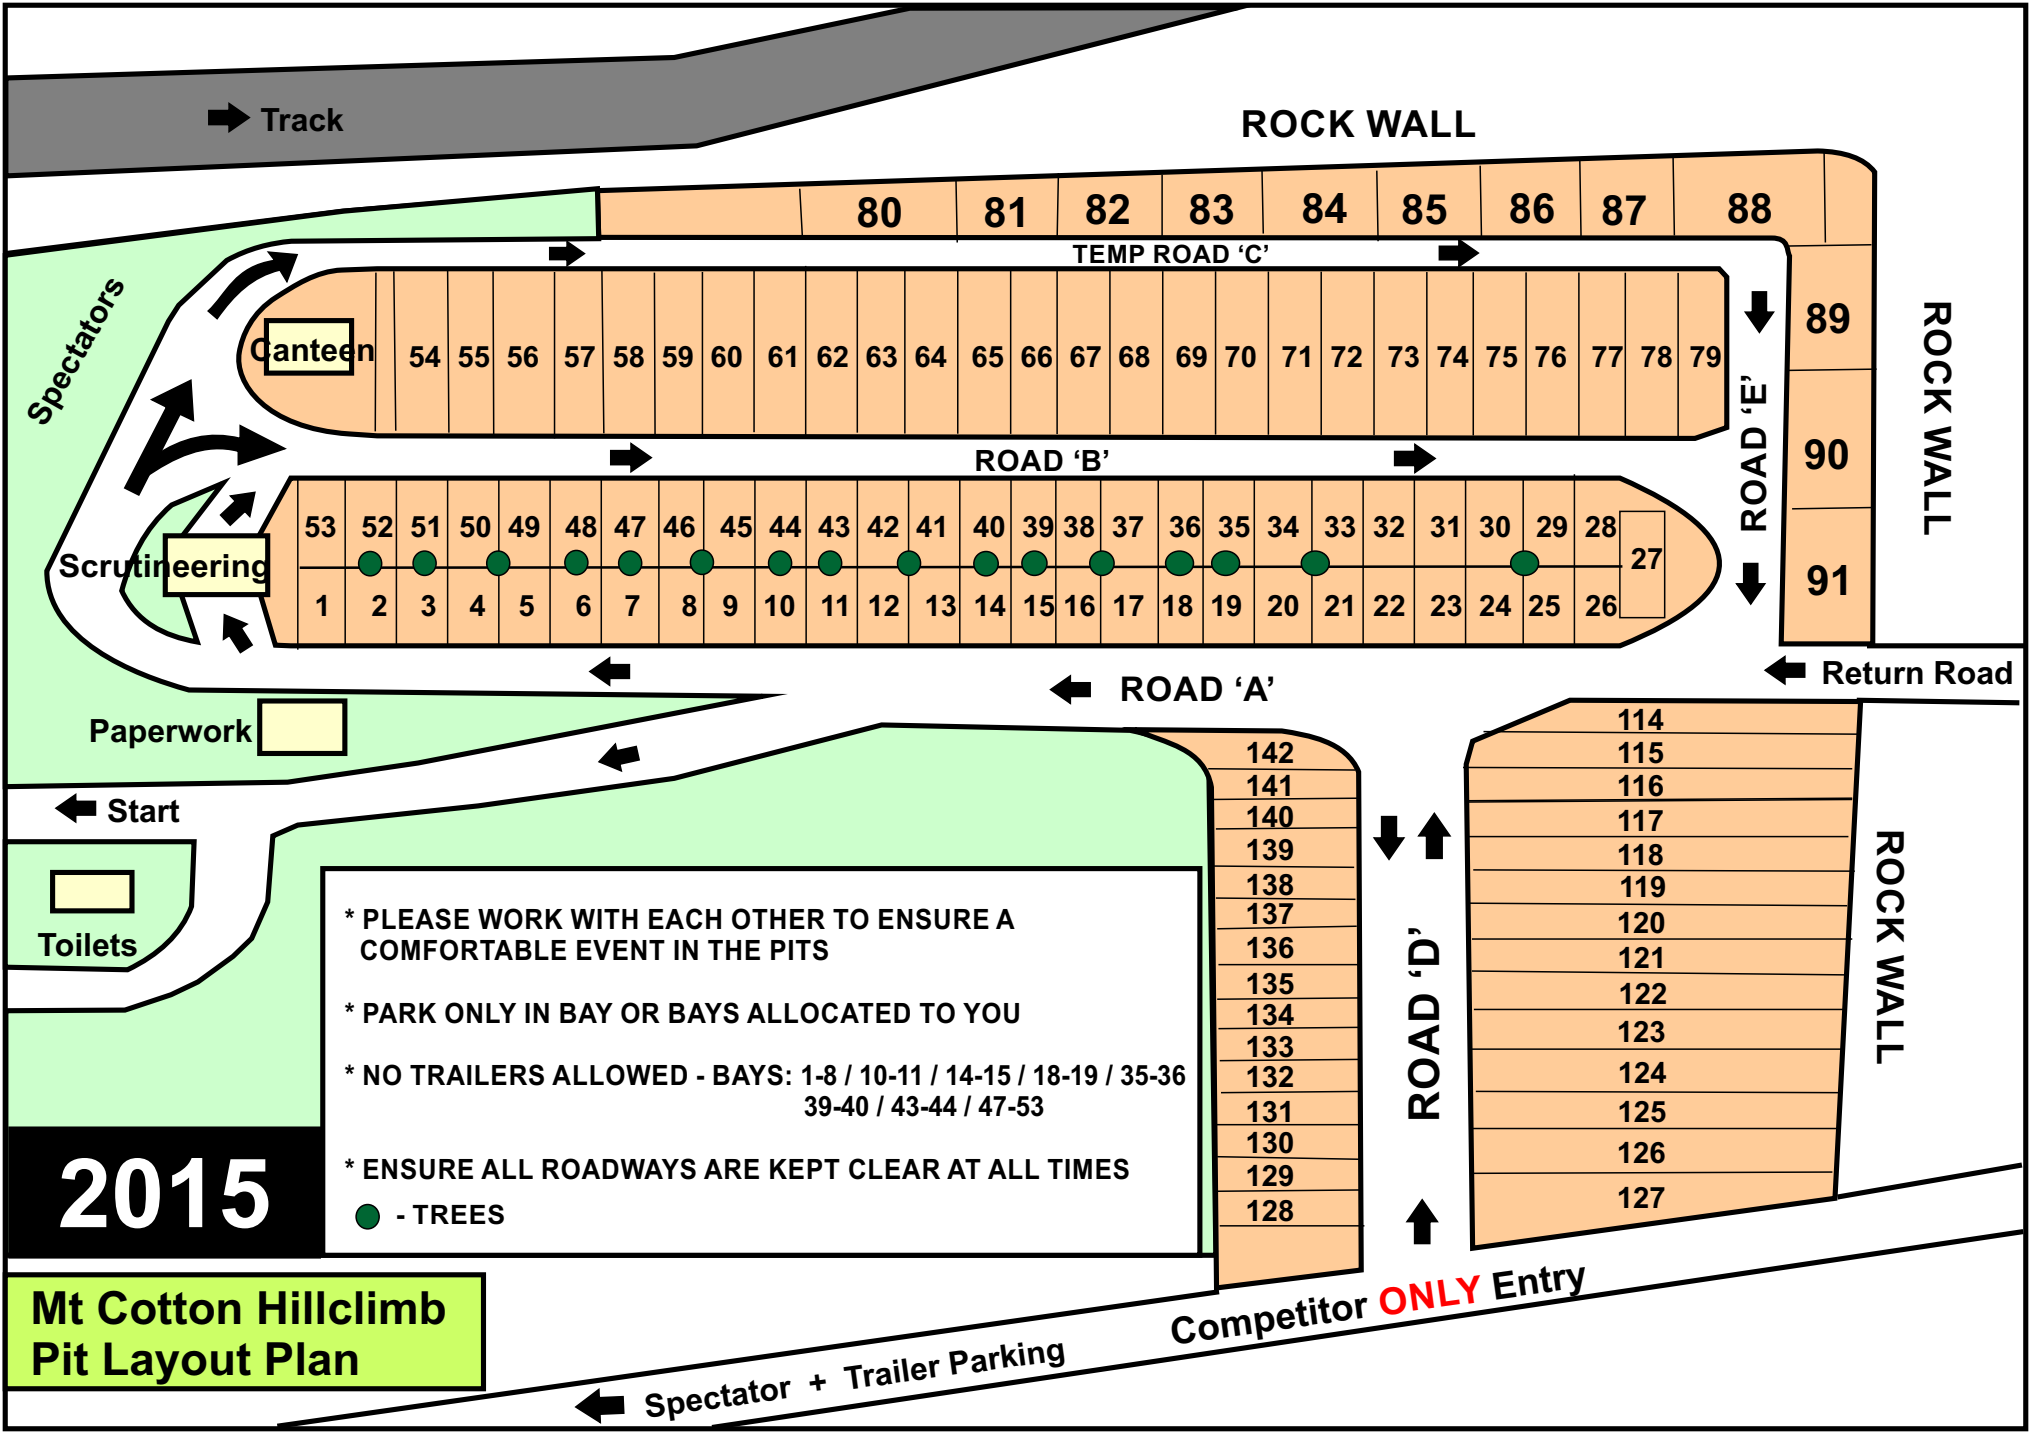 Track
ROCK WALL
80 81 82 83 84 85 86 87 88
TEMP ROAD ‘C’
Spectators
Canteen
54 55 56 57 58 59 60 61 62 63 64 65 66 67 68 69 70 71 72 73 74 75 76 77 78 79
89
90
91
ROAD ‘E’
ROCK WALL
ROAD ‘B’
53 52 51 50 49 48 47 46 45 44 43 42 41 40 39 38 37 36 35 34 33 32 31 30 29 28
27
Scrutineering
1 2 3 4 5 6 7 8 9 10 11 12 13 14 15 16 17 18 19 20 21 22 23 24 25 26
ROAD ‘A’
Return Road
Paperwork
Start
Toilets
142
141
140
139
138
137
136
135
134
133
132
131
130
129
128
ROAD ‘D’
114
115
116
117
118
119
120
121
122
123
124
125
126
127
ROCK WALL
* PLEASE WORK WITH EACH OTHER TO ENSURE A
COMFORTABLE EVENT IN THE PITS
* PARK ONLY IN BAY OR BAYS ALLOCATED TO YOU
* NO TRAILERS ALLOWED - BAYS: 1-8 / 10-11 / 14-15 / 18-19 / 35-36
39-40 / 43-44 / 47-53
* ENSURE ALL ROADWAYS ARE KEPT CLEAR AT ALL TIMES
- TREES
2015
Mt Cotton Hillclimb
Pit Layout Plan
Competitor ONLY Entry
Spectator + Trailer Parking